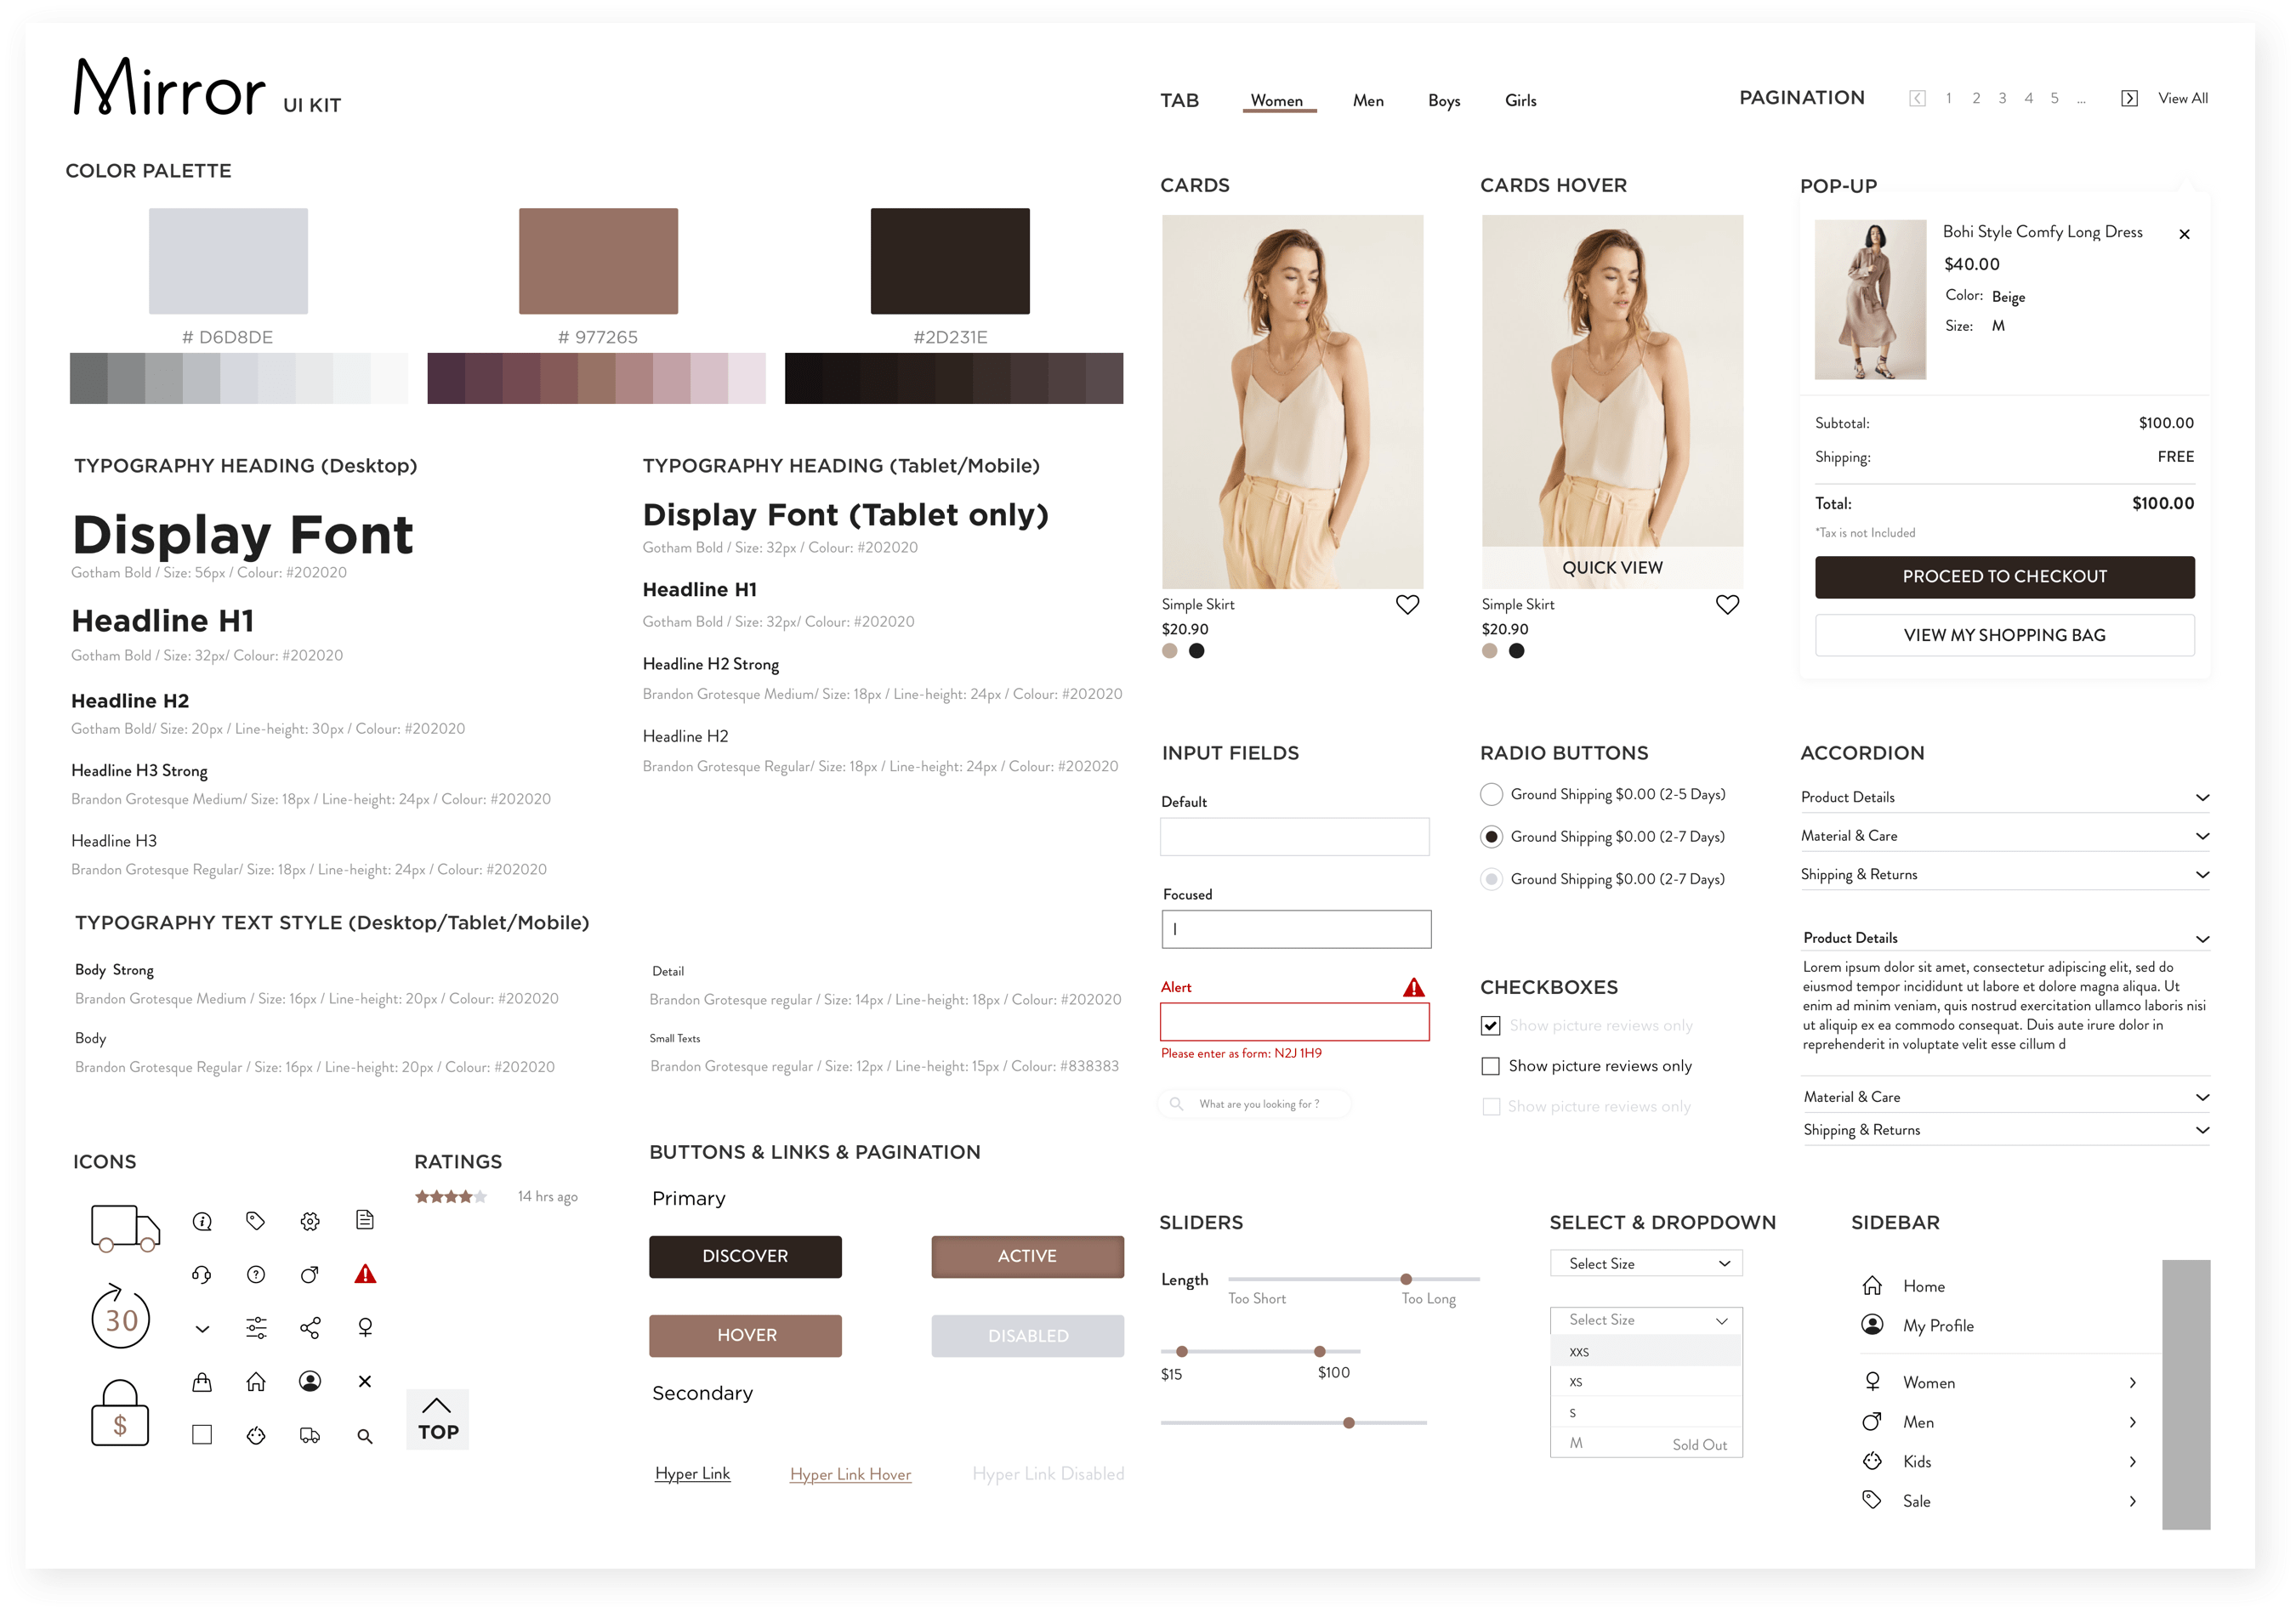 Mirror UI KIT
COLOR PALETTE
# D6D8DE
# 977265
#2D231E
TYPOGRAPHY HEADING (Desktop)
Display Font
Gotham Bold / Size: 56px / Colour: #202020
Headline H1
Gotham Bold / Size: 32px/ Colour: #202020
Headline H2
Gotham Bold/ Size: 20px / Line-height: 30px / Colour: #202020
Headline H3 Strong
Brandon Grotesque Medium/ Size: 18px / Line-height: 24px / Colour: #202020
Headline H3
Brandon Grotesque Regular/ Size: 18px / Line-height: 24px / Colour: #202020
TYPOGRAPHY HEADING (Tablet/Mobile)
Display Font (Tablet only)
Gotham Bold / Size: 32px / Colour: #202020
Headline H1
Gotham Bold / Size: 32px/ Colour: #202020
Headline H2 Strong
Brandon Grotesque Medium/ Size: 18px / Line-height: 24px / Colour: #202020
Headline H2
Brandon Grotesque Regular/ Size: 18px / Line-height: 24px / Colour: #202020
TYPOGRAPHY TEXT STYLE (Desktop/Tablet/Mobile)
Body Strong
Brandon Grotesque Medium / Size: 16px / Line-height: 20px / Colour: #202020
Body
Brandon Grotesque Regular / Size: 16px / Line-height: 20px / Colour: #202020
Detail
Brandon Grotesque regular / Size: 14px / Line-height: 18px / Colour: #202020
Small Texts
Brandon Grotesque regular / Size: 12px / Line-height: 15px / Colour: #838383
ICONS
30
$
RATINGS
14 hrs ago
TOP
BUTTONS & LINKS & PAGINATION
Primary
DISCOVER
ACTIVE
HOVER
DISABLED
Secondary
Hyper Link
Hyper Link Hover
Hyper Link Disabled
TAB
Women
Men
Boys
Girls
PAGINATION
1 2 3 4 5 ...
View All
CARDS
Simple Skirt
$20.90
CARDS HOVER
QUICK VIEW
Simple Skirt
$20.90
POP-UP
Bohi Style Comfy Long Dress
$40.00
Color: Beige
Size: M
Subtotal: $100.00
Shipping: FREE
Total: $100.00
*Tax is not Included
PROCEED TO CHECKOUT
VIEW MY SHOPPING BAG
INPUT FIELDS
Default
Focused
Alert
Please enter as form: N2J 1H9
What are you looking for ?
RADIO BUTTONS
Ground Shipping $0.00 (2-5 Days)
Ground Shipping $0.00 (2-7 Days)
Ground Shipping $0.00 (2-7 Days)
CHECKBOXES
Show picture reviews only
Show picture reviews only
Show picture reviews only
ACCORDION
Product Details
Material & Care
Shipping & Returns
Product Details
Lorem ipsum dolor sit amet, consectetur adipiscing elit, sed do
eiusmod tempor incididunt ut labore et dolore magna aliqua. Ut
enim ad minim veniam, quis nostrud exercitation ullamco laboris nisi
ut aliquip ex ea commodo consequat. Duis aute irure dolor in
reprehenderit in voluptate velit esse cillum d
Material & Care
Shipping & Returns
SLIDERS
Length
Too Short
Too Long
$15
$100
SELECT & DROPDOWN
Select Size
Select Size
XXS
XS
S
M Sold Out
SIDEBAR
Home
My Profile
Women
Men
Kids
Sale